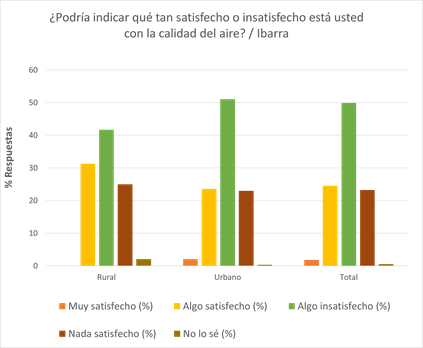 ¿Podría indicar qué tan satisfecho o insatisfecho está usted
con la calidad del aire? / Ibarra
60
50
40
30
20
10
0
% Respuestas
Rural Urbano Total
Muy satisfecho (%) Algo satisfecho (%) Algo insatisfecho (%)
Nada satisfecho (%) No lo sé (%)